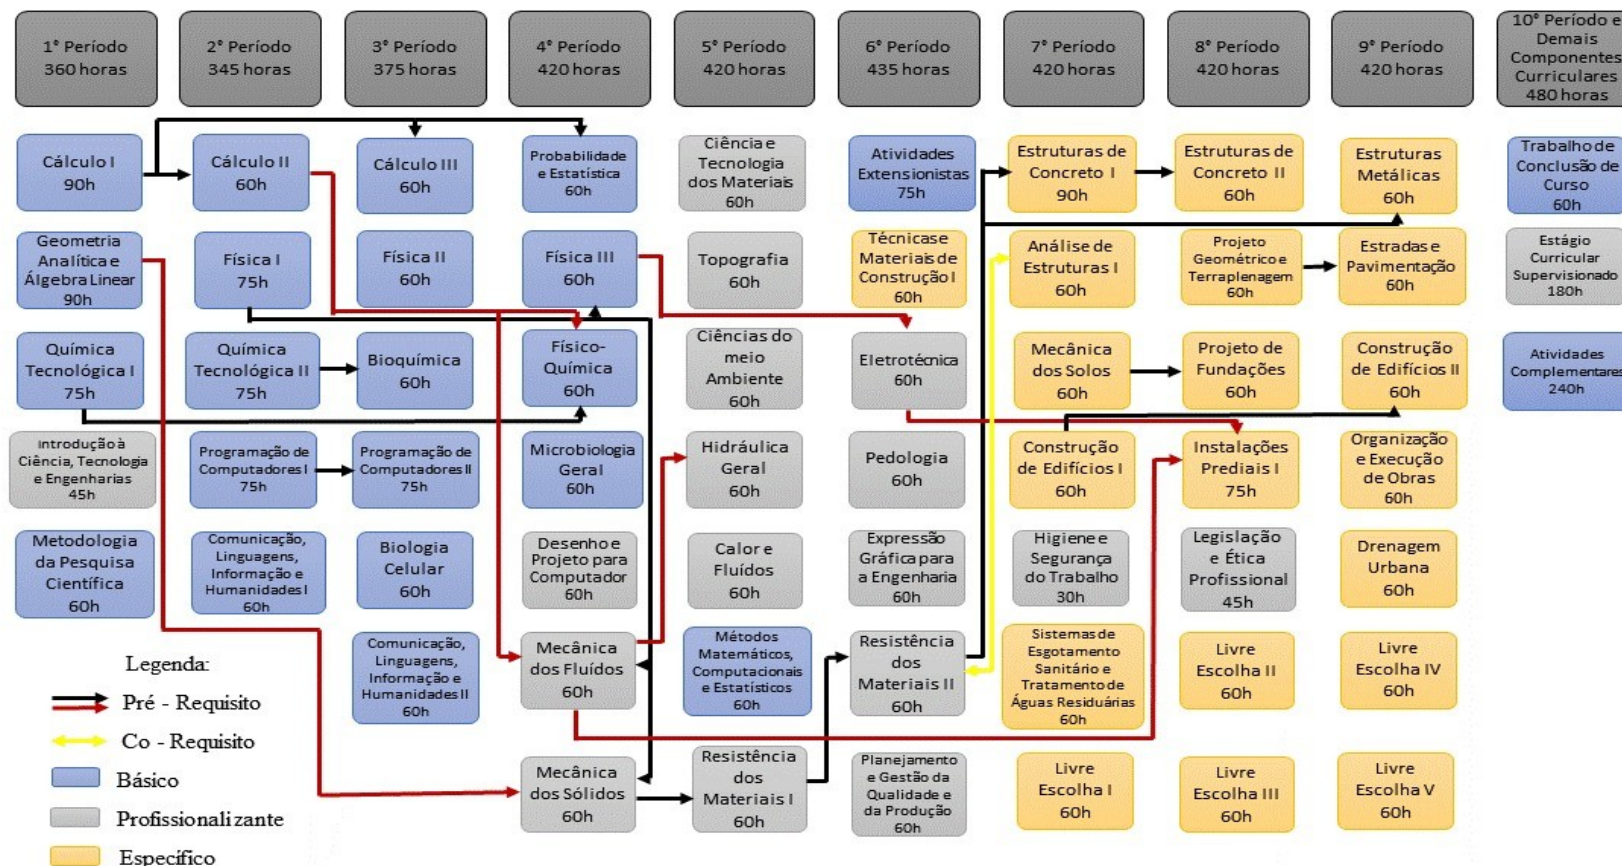 1° Período
360 horas
2° Período
345 horas
3° Período
375 horas
4° Período
420 horas
5° Período
420 horas
6° Período
435 horas
7° Período
420 horas
8° Período
420 horas
9° Período
420 horas
10° Período e
Demais
Componentes
Curriculares
480 horas
Cálculo I
90h
Cálculo II
60h
Cálculo III
60h
Probabilidade
e Estatística
60h
Ciência e
Tecnologia
dos Materiais
60h
Atividades
Extensionistas
75h
Estruturas de
Concreto I
90h
Estruturas de
Concreto II
60h
Estruturas
Metálicas
60h
Trabalho de
Conclusão de
Curso
60h
Geometria
Analítica e
Álgebra Linear
90h
Física I
75h
Física II
60h
Física III
60h
Topografia
60h
Técnicas e
Materiais de
Construção I
60h
Análise de
Estruturas I
60h
Projeto
Geométrico e
Terraplenagem
60h
Estradas e
Pavimentação
60h
Estágio
Curricular
Supervisionado
180h
Química
Tecnológica I
75h
Química
Tecnológica II
75h
Bioquímica
60h
Físico-
Química
60h
Ciências do
meio
Ambiente
60h
Eletrotécnica
60h
Mecânica
dos Solos
60h
Projeto de
Fundações
60h
Construção
de Edifícios II
60h
Atividades
Complementares
240h
Introdução à
Ciência, Tecnologia
e Engenharias
45h
Programação de
Computadores I
75h
Programação de
Computadores II
75h
Microbiologia
Geral
60h
Hidráulica
Geral
60h
Pedologia
60h
Construção
de Edifícios I
60h
Instalações
Prediais I
75h
Organização
e Execução
de Obras
60h
Metodologia
da Pesquisa
Científica
60h
Comunicação,
Linguagens,
Informação e
Humanidades I
60h
Biologia
Celular
60h
Desenho e
Projeto para
Computador
60h
Calor e
Fluídos
60h
Expressão
Gráfica para
a Engenharia
60h
Higiene e
Segurança
do Trabalho
30h
Legislação
e Ética
Profissional
45h
Drenagem
Urbana
60h
Comunicação,
Linguagens,
Informação e
Humanidades II
60h
Mecânica
dos Fluídos
60h
Métodos
Matemáticos,
Computacionais
e Estatísticos
60h
Resistência
dos
Materiais II
60h
Sistemas de
Esgotamento
Sanitário e
Tratamento de
Águas Residuárias
60h
Livre
Escolha II
60h
Livre
Escolha IV
60h
Mecânica
dos Sólidos
60h
Resistência
dos
Materiais I
60h
Planejamento
e Gestão da
Qualidade e
da Produção
60h
Livre
Escolha I
60h
Livre
Escolha III
60h
Livre
Escolha V
60h
Legenda:
Pré - Requisito
Co - Requisito
Básico
Profissionalizante
Específico